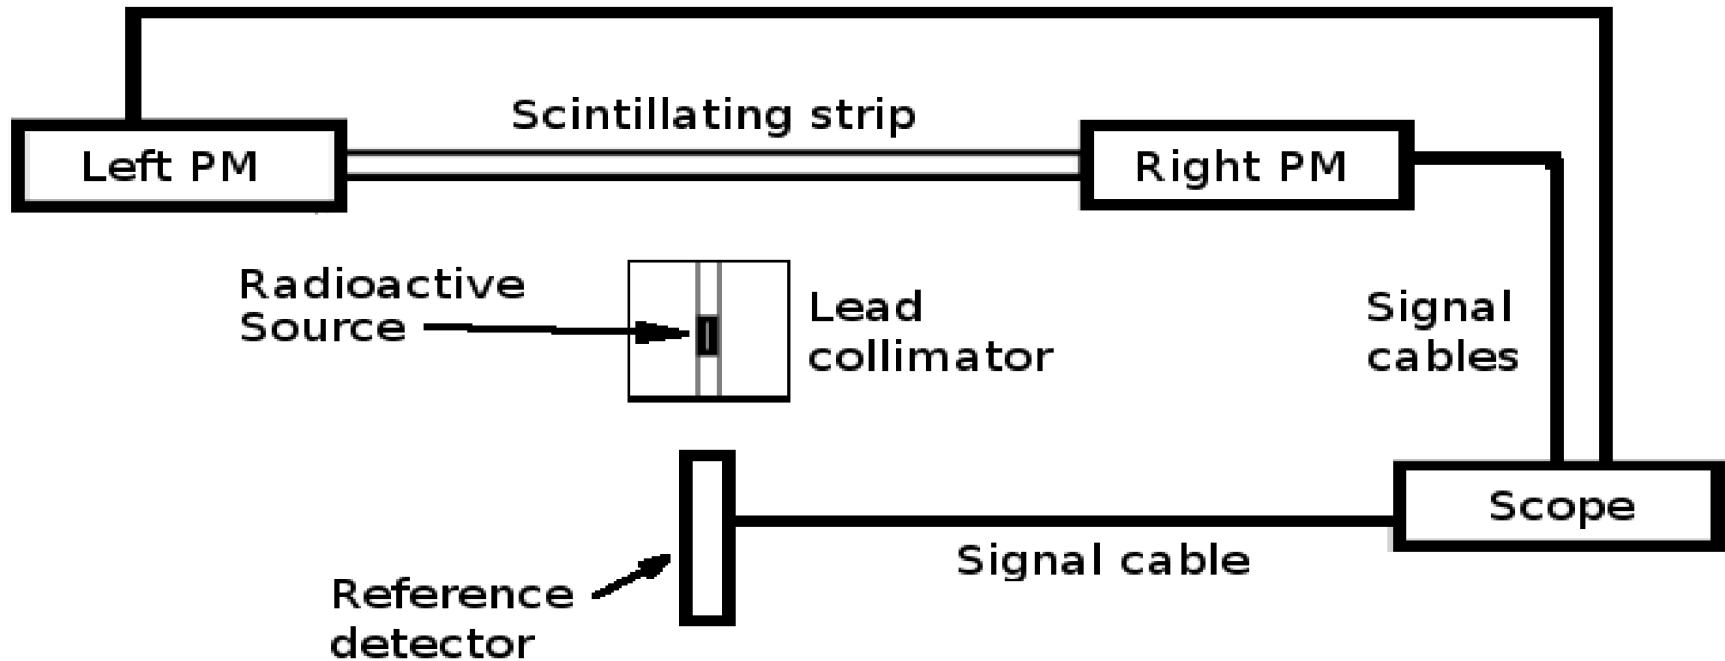 Scintillating strip
Left PM
Right PM
Radioactive
Source
Lead
collimator
Signal
cables
Scope
Signal cable
Reference
detector